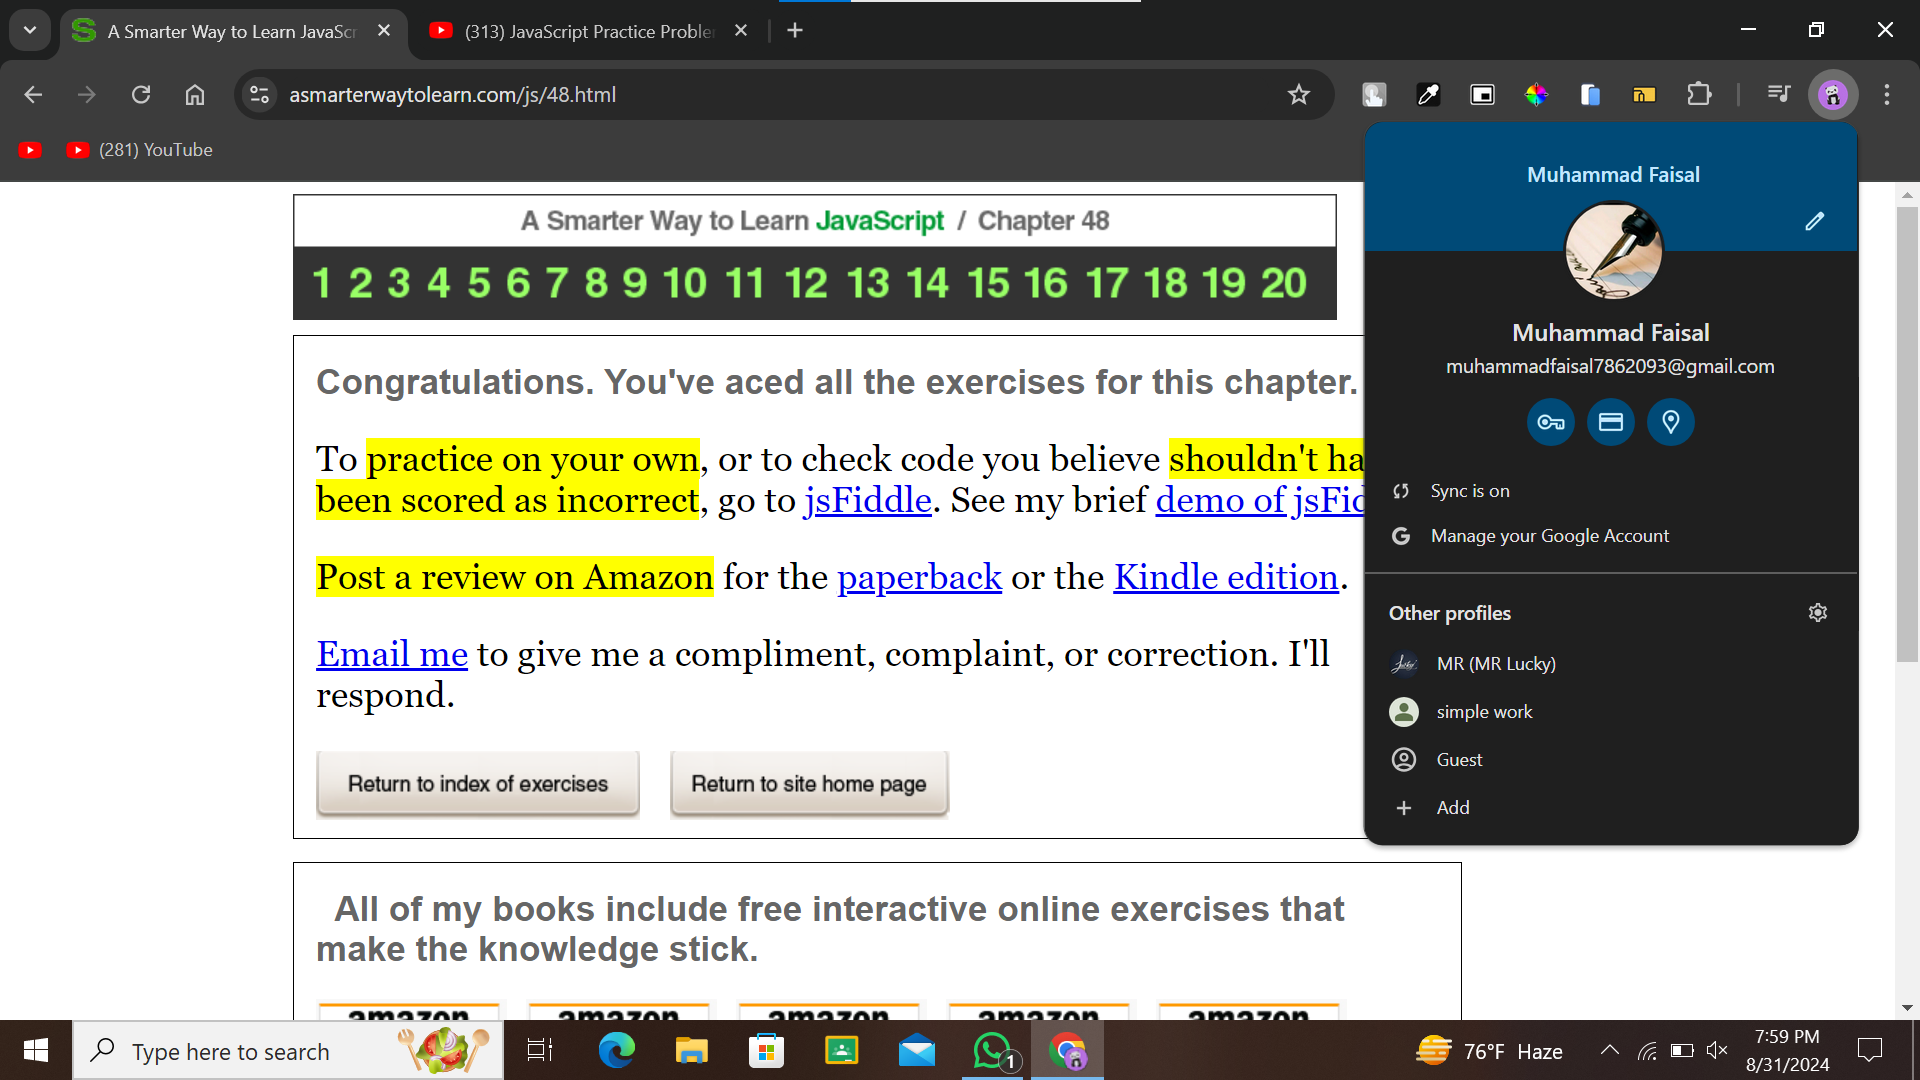 A Smarter Way to Learn JavaScr
(313) JavaScript Practice Proble
asmarterwaytolearn.com/js/48.html
(281) YouTube
A Smarter Way to Learn JavaScript / Chapter 48
1 2 3 4 5 6 7 8 9 10 11 12 13 14 15 16 17 18 19 20
Congratulations. You've aced all the exercises for this chapter.
To practice on your own, or to check code you believe shouldn't ha
been scored as incorrect, go to jsFiddle. See my brief demo of jsFid
Post a review on Amazon for the paperback or the Kindle edition.
Email me to give me a compliment, complaint, or correction. I'll
respond.
Return to index of exercises
Return to site home page
All of my books include free interactive online exercises that
make the knowledge stick.
amazon amazon amazon amazon amazon
Muhammad Faisal
Muhammad Faisal
muhammadfaisal7862093@gmail.com
Sync is on
Manage your Google Account
Other profiles
MR (MR Lucky)
simple work
Guest
Add
Type here to search
1
76°F Haze
7:59 PM
8/31/2024